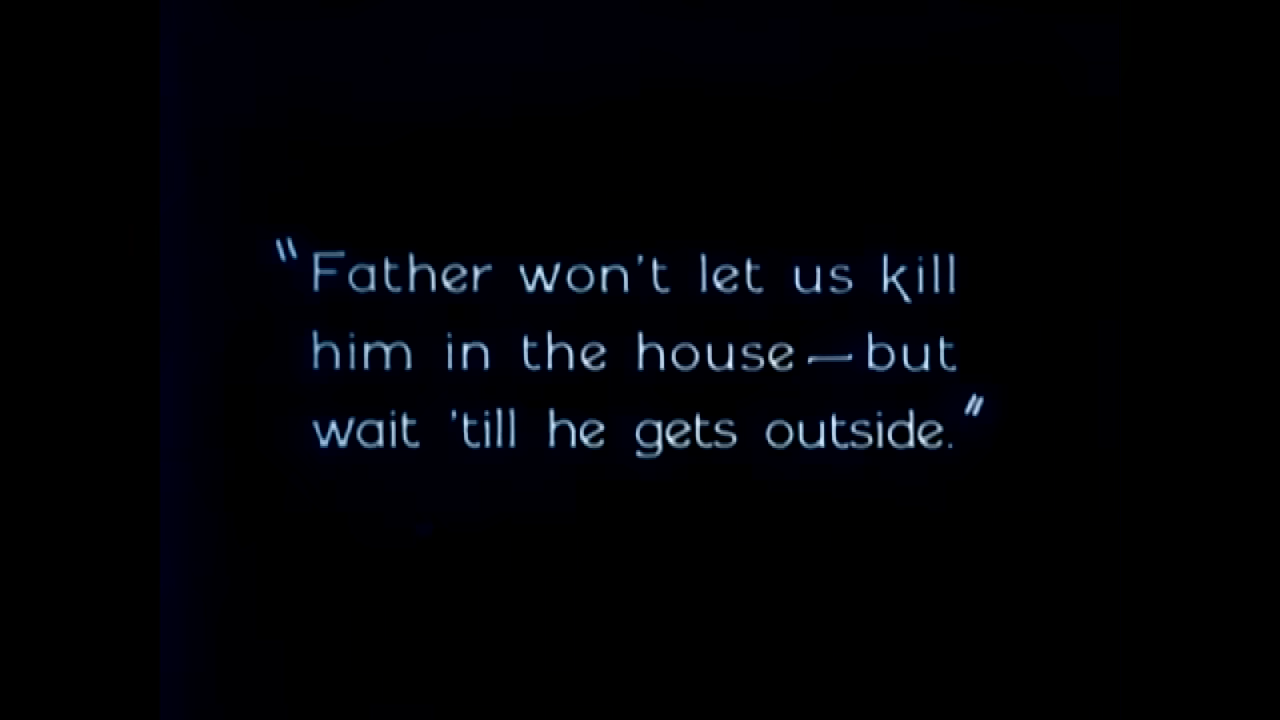 "Father won't let us kill
him in the house — but
wait 'till he gets outside."